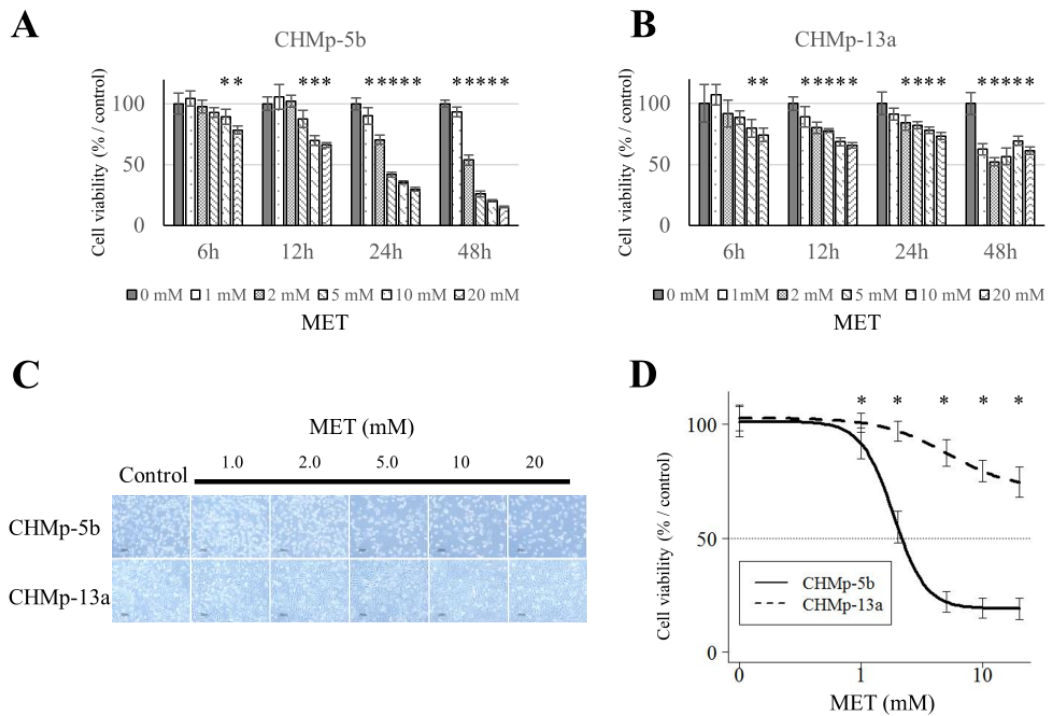 A
CHMp-5b
** *** ***** *****
Cell viability (% / control)
100
50
0
6h 12h 24h 48h
0 mM 1 mM 2 mM 5 mM 10 mM 20 mM
MET
B
CHMp-13a
** ***** **** *****
Cell viability (% / control)
100
50
0
6h 12h 24h 48h
0 mM 1mM 2 mM 5 mM 10 mM 20 mM
MET
C
MET (mM)
Control 1.0 2.0 5.0 10 20
CHMp-5b
CHMp-13a
D
* * * * *
Cell viability (% / control)
100
50
0
CHMp-5b
CHMp-13a
0 1 10
MET (mM)